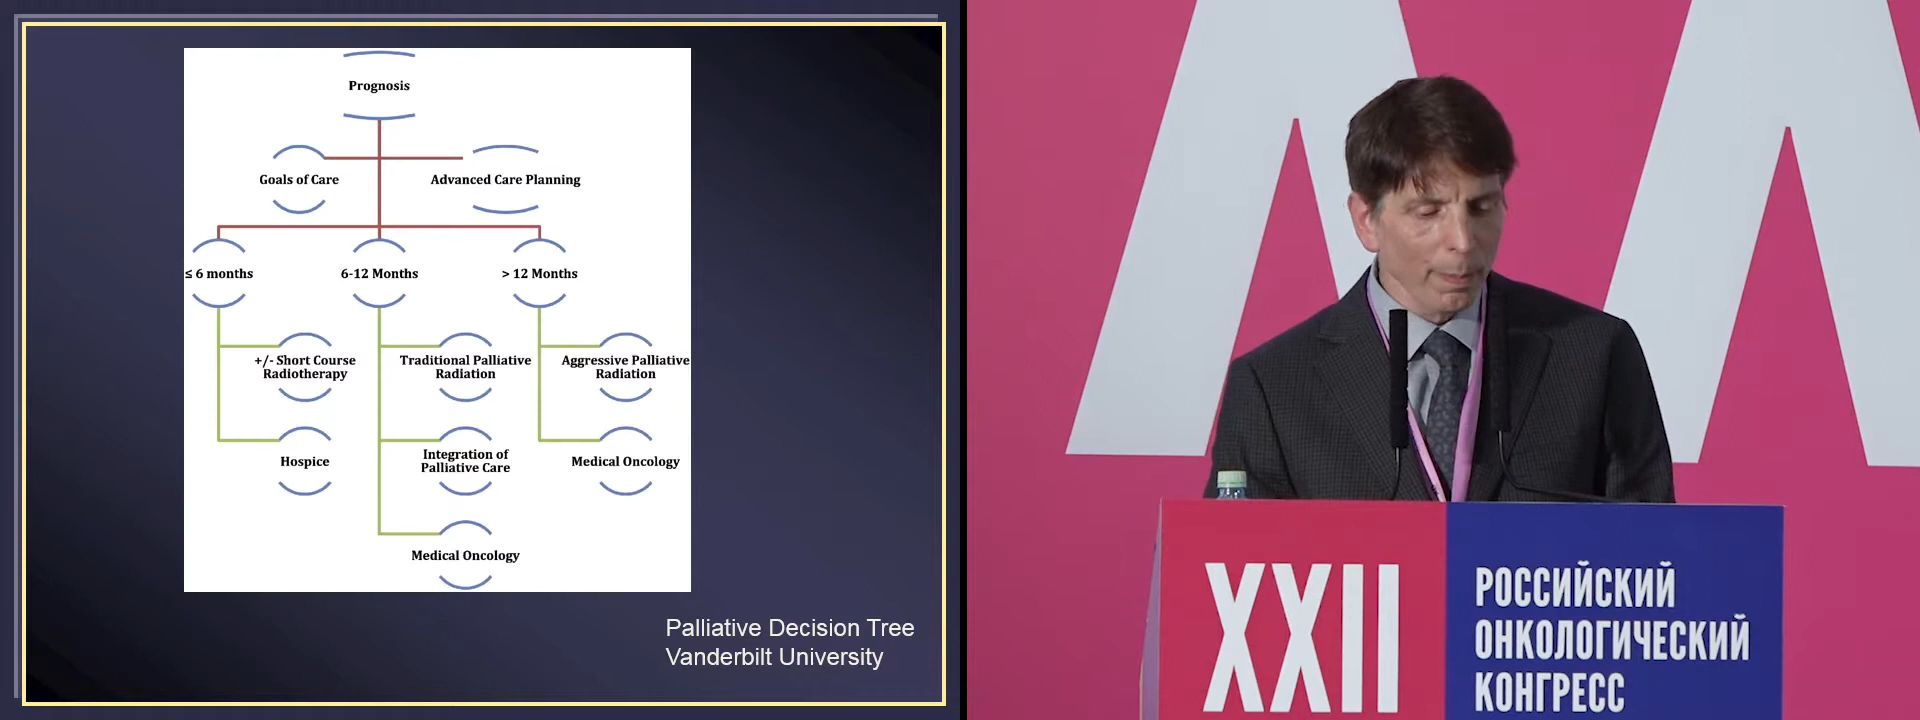 Prognosis
Goals of Care
Advanced Care Planning
≤ 6 months
6-12 Months
> 12 Months
+/- Short Course
Radiotherapy
Traditional Palliative
Radiation
Aggressive Palliative
Radiation
Hospice
Integration of
Palliative Care
Medical Oncology
Medical Oncology
Palliative Decision Tree
Vanderbilt University
XXII
РОССИЙСКИЙ
ОНКОЛОГИЧЕСКИЙ
КОНГРЕСС